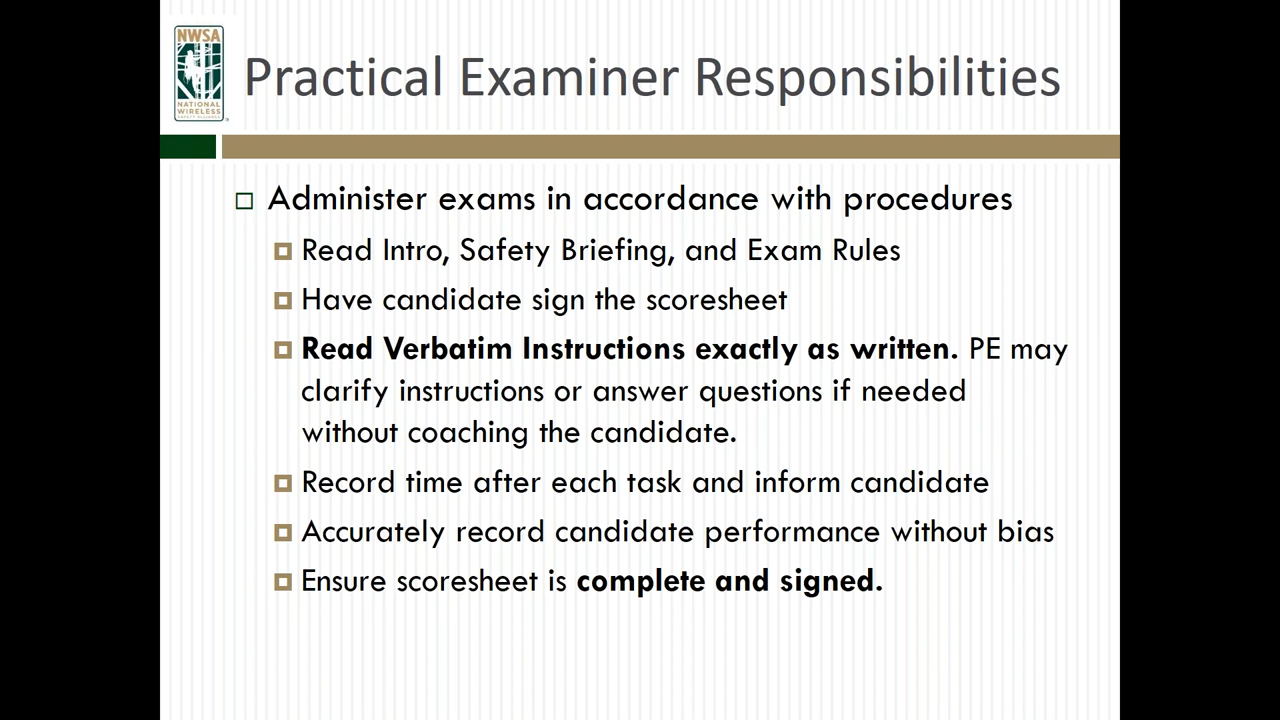 NWSA
NATIONAL
WIRELESS
SAFETY ALLIANCE
Practical Examiner Responsibilities
Administer exams in accordance with procedures
Read Intro, Safety Briefing, and Exam Rules
Have candidate sign the scoresheet
Read Verbatim Instructions exactly as written. PE may
clarify instructions or answer questions if needed
without coaching the candidate.
Record time after each task and inform candidate
Accurately record candidate performance without bias
Ensure scoresheet is complete and signed.